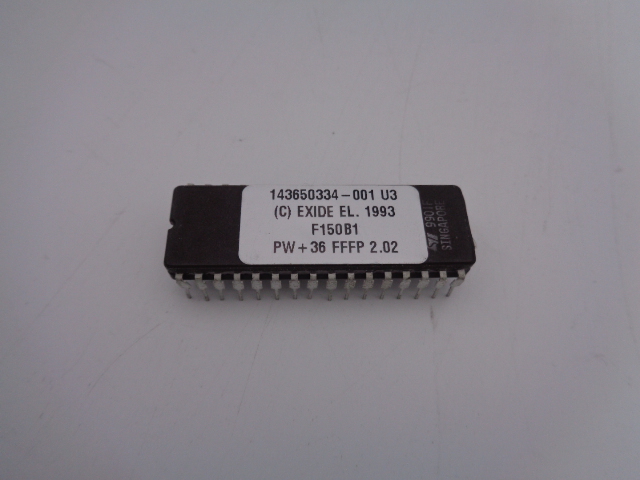 143650334-001 U3
(C) EXIDE EL. 1993
F150B1
PW+36 FFFP 2.02
SINGAPORE